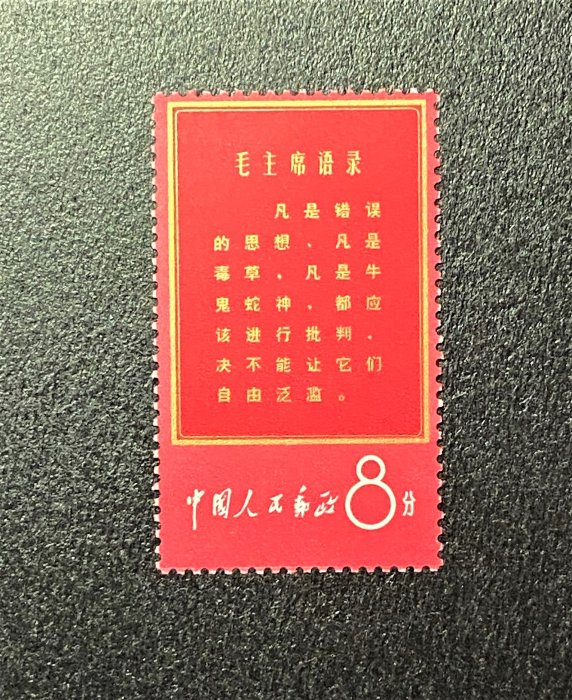 毛主席语录
凡是错误
的思想、凡是
毒草、凡是牛
鬼蛇神、都应
该进行批判、
决不能让它们
自由泛滥。
中国人民邮政8分